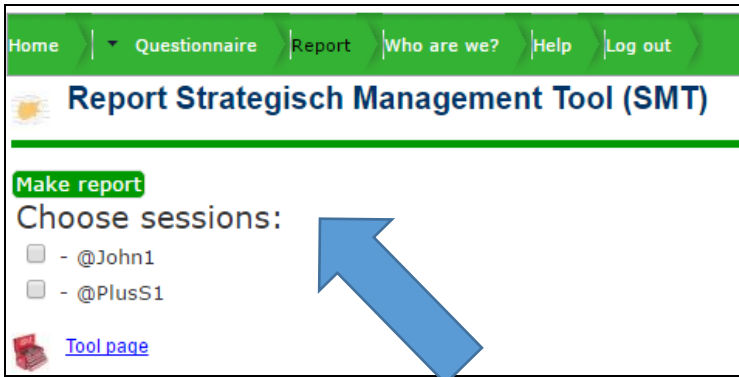 Home Questionnaire Report Who are we? Help Log out
Report Strategisch Management Tool (SMT)
Make report
Choose sessions:
- @John1
- @PlusS1
Tool page